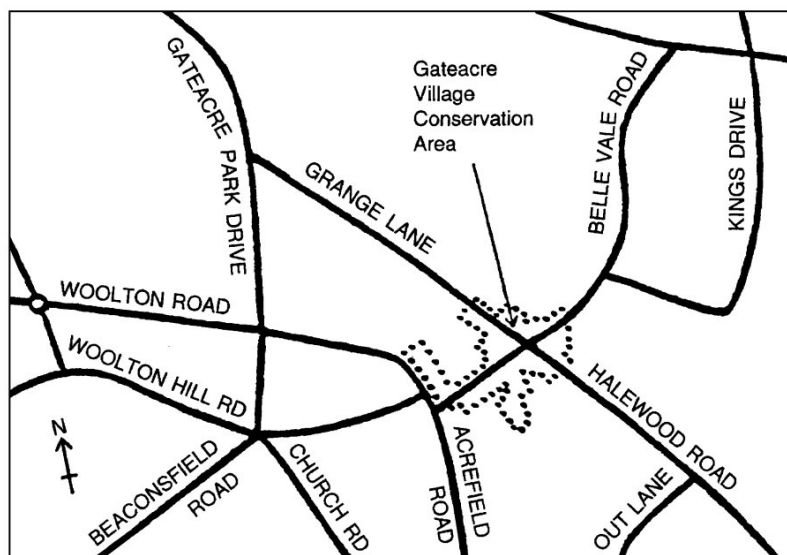 GATEACRE PARK DRIVE
Gateacre
Village
Conservation
Area
BELLE VALE ROAD
KINGS DRIVE
GRANGE LANE
WOOLTON ROAD
WOOLTON HILL RD
HALEWOOD ROAD
N
BEACONSFIELD
ROAD
CHURCH RD
ACREFIELD
ROAD
OUT LANE